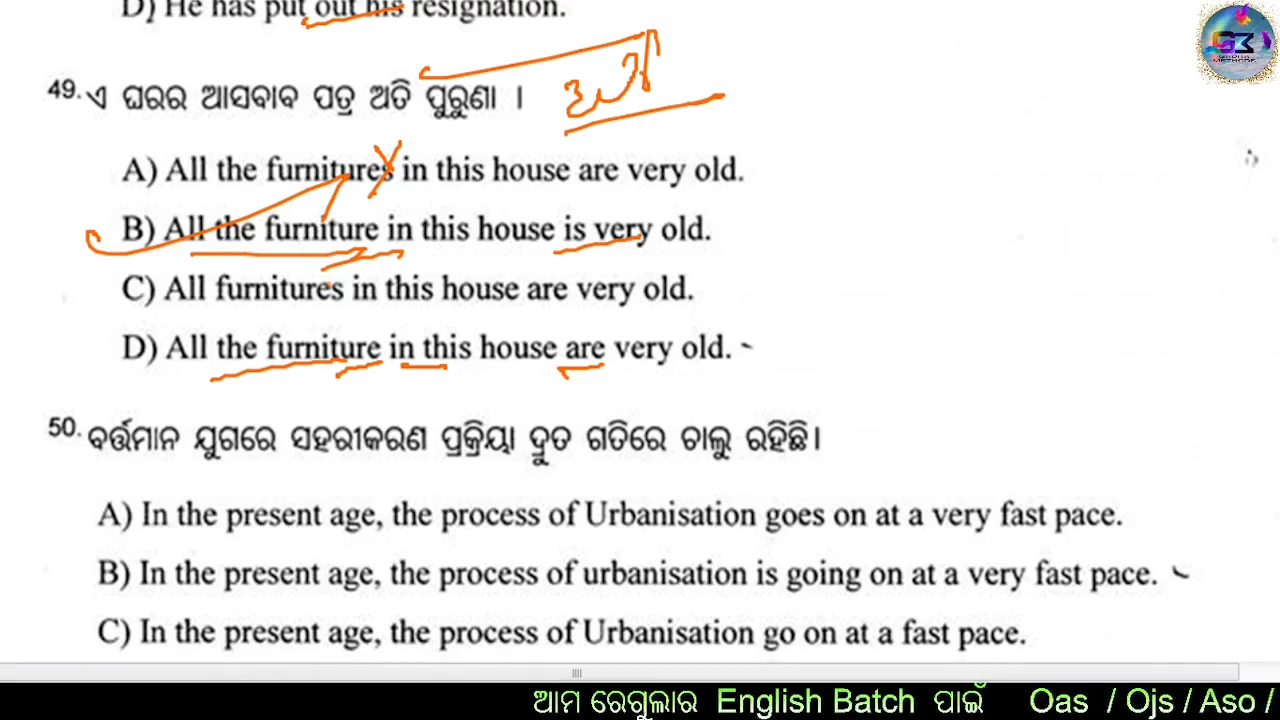 D) He has put out his resignation.
49. ଏ ଘରର ଆସବାବ ପତ୍ର ଅତି ପୁରୁଣା ।
A) All the furnitures in this house are very old.
B) All the furniture in this house is very old.
C) All furnitures in this house are very old.
D) All the furniture in this house are very old.
50. ବର୍ତ୍ତମାନ ଯୁଗରେ ସହରୀକରଣ ପ୍ରକ୍ରିୟା ଦ୍ରୁତ ଗତିରେ ଚାଲୁ ରହିଛି।
A) In the present age, the process of Urbanisation goes on at a very fast pace.
B) In the present age, the process of urbanisation is going on at a very fast pace.
C) In the present age, the process of Urbanisation go on at a fast pace.
ଆମ ରେଗୁଲାର English Batch ପାଇଁ Oas / Ojs / Aso /